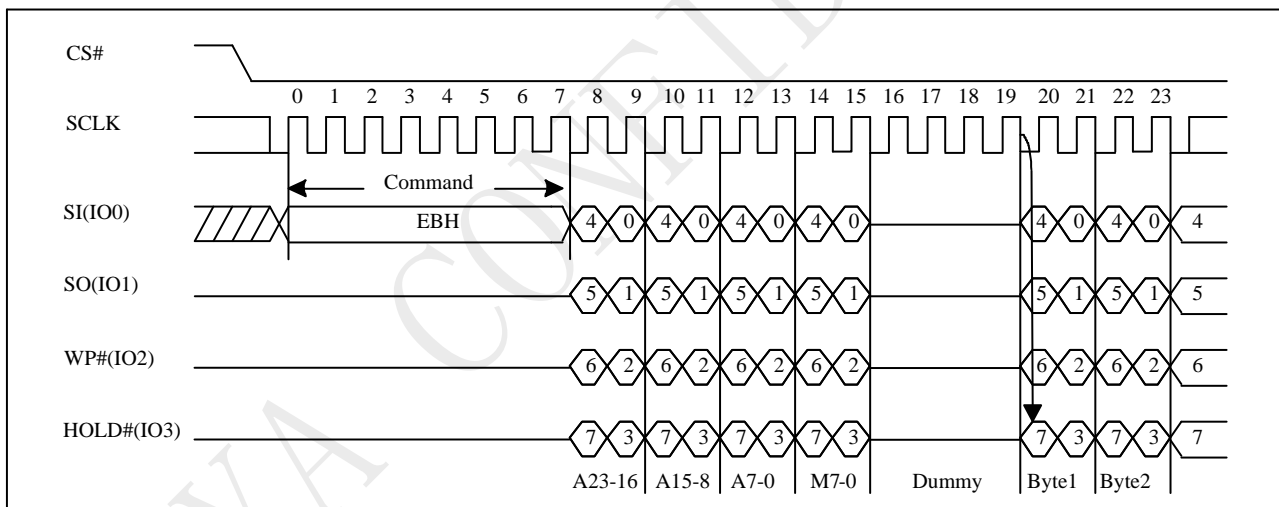 CS#
0 1 2 3 4 5 6 7 8 9 10 11 12 13 14 15 16 17 18 19 20 21 22 23
SCLK
Command
SI(IO0) EBH 4 0 4 0 4 0 4 0 4 0 4 0 4
SO(IO1) 5 1 5 1 5 1 5 1 5 1 5 1 5
WP#(IO2) 6 2 6 2 6 2 6 2 6 2 6 2 6
HOLD#(IO3) 7 3 7 3 7 3 7 3 7 3 7 3 7
A23-16 A15-8 A7-0 M7-0 Dummy Byte1 Byte2